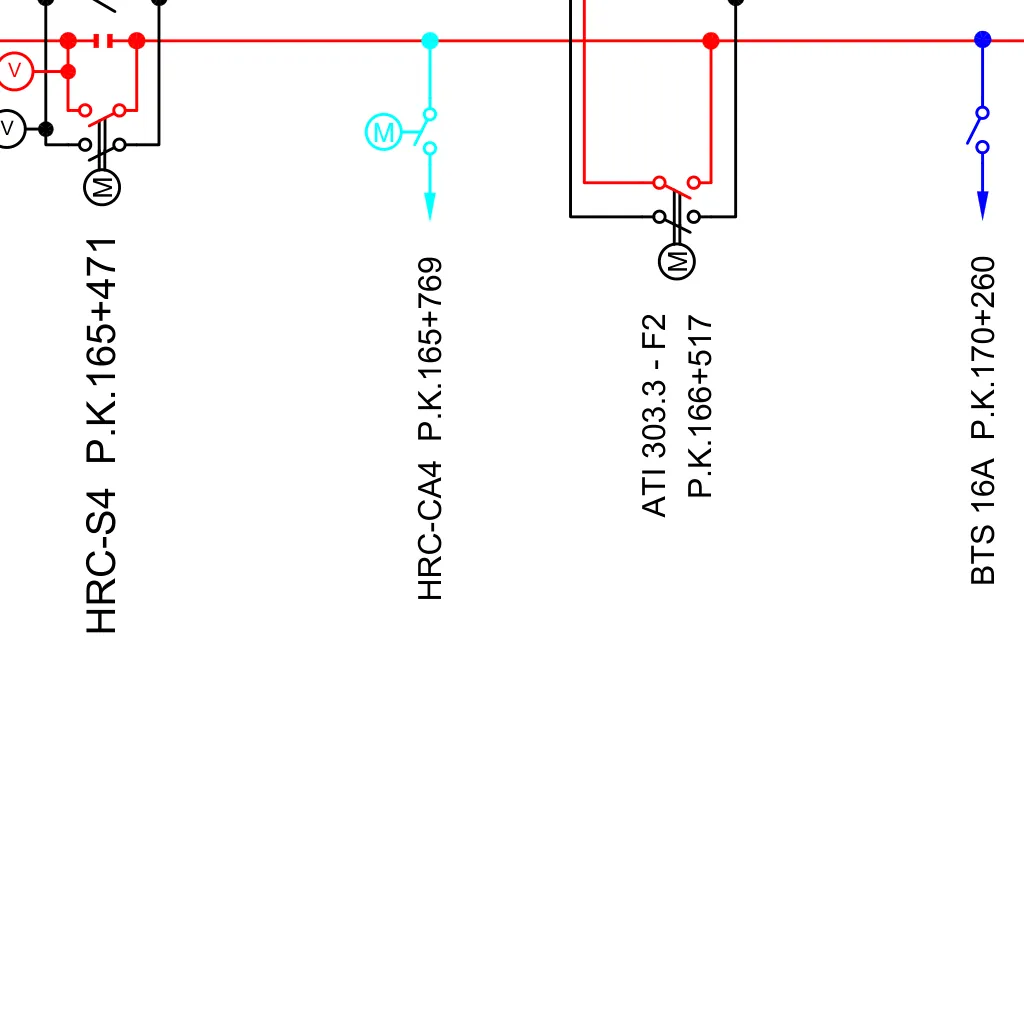 V
V
M
HRC-S4 P.K.165+471
M
HRC-CA4 P.K.165+769
M
ATI 303.3 - F2
P.K.166+517
BTS 16A P.K.170+260